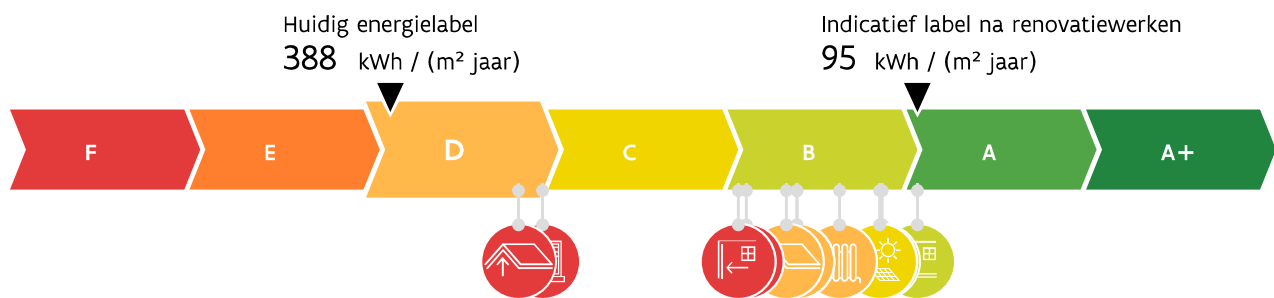 Huidig energielabel
388 kWh / (m² jaar)
Indicatief label na renovatiewerken
95 kWh / (m² jaar)
F
E
D
C
B
A
A+